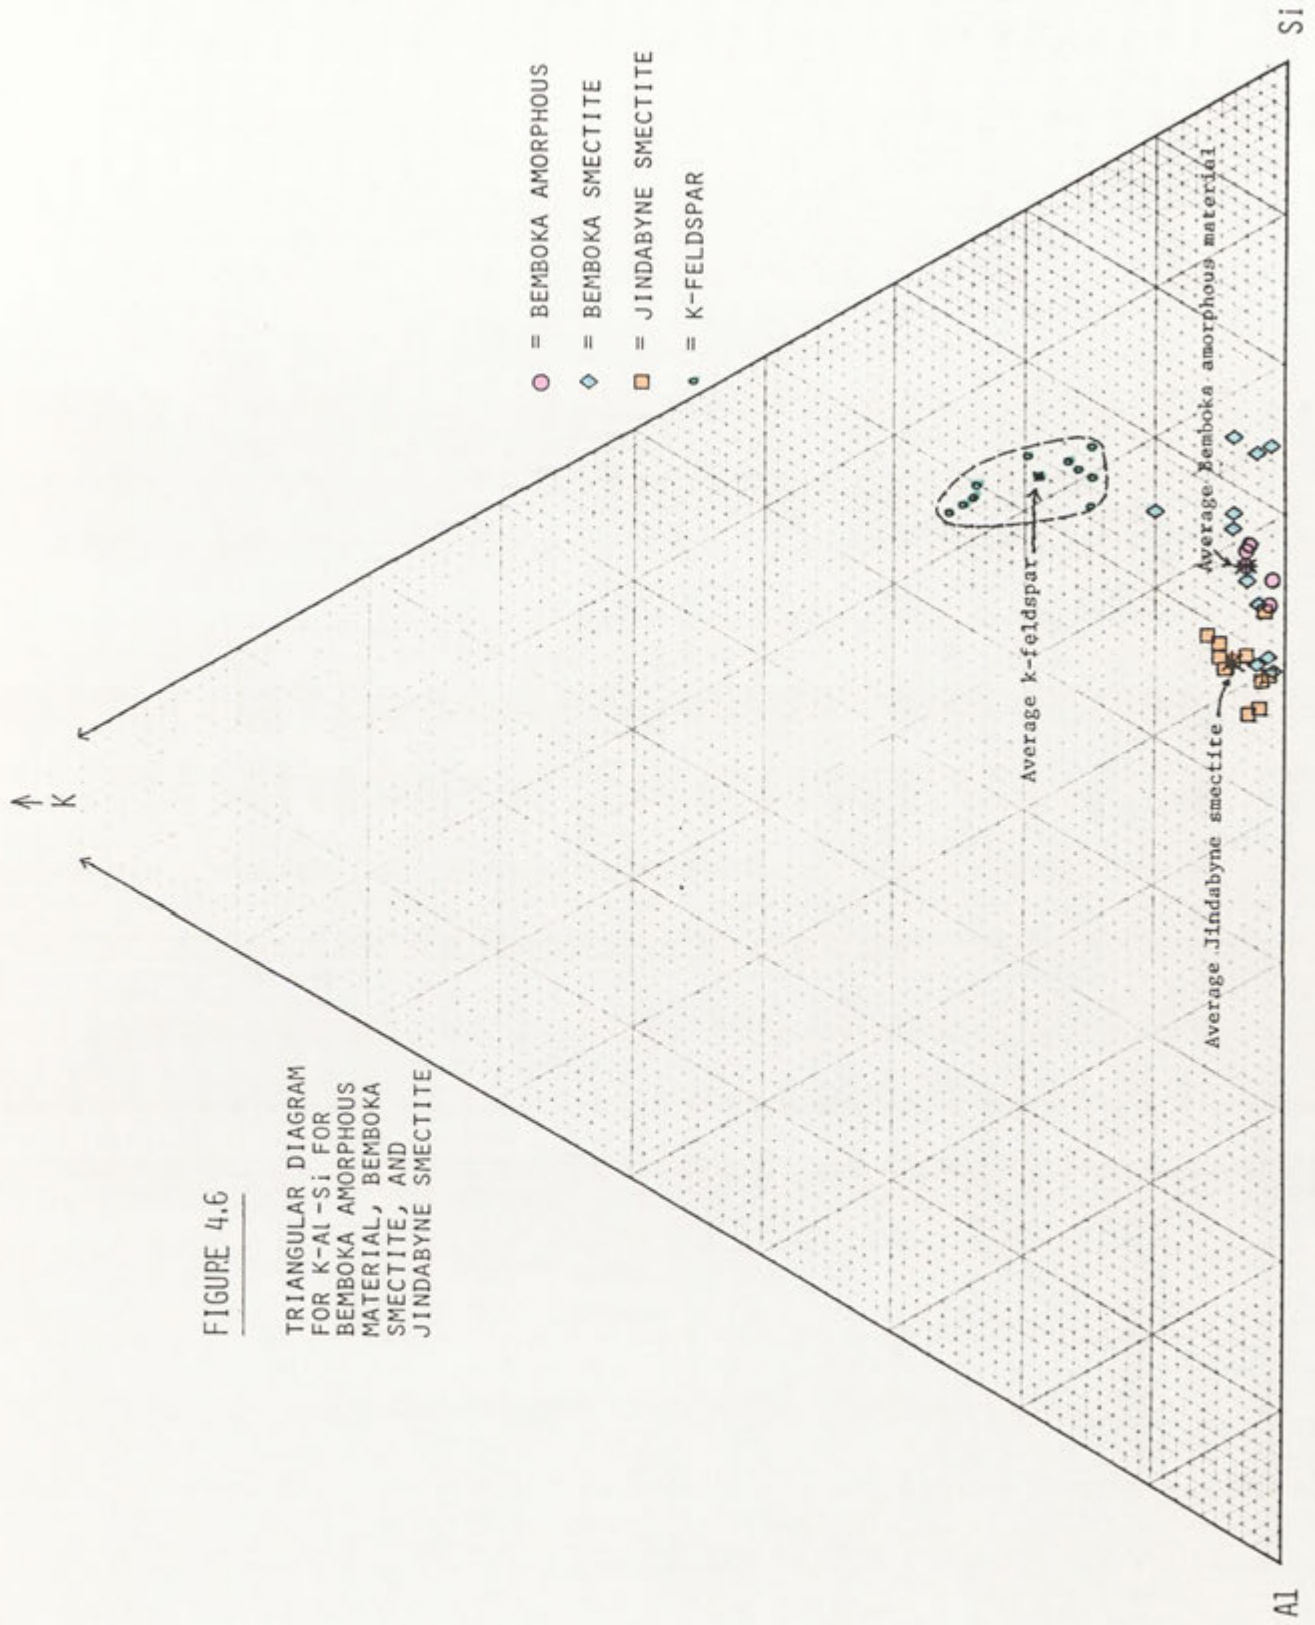 FIGURE 4.6
TRIANGULAR DIAGRAM
FOR K-Al-Si FOR
BEMBOKA AMORPHOUS
MATERIAL, BEMBOKA
SMECTITE, AND
JINDABYNE SMECTITE
↑
K
○ = BEMBOKA AMORPHOUS
◇ = BEMBOKA SMECTITE
□ = JINDABYNE SMECTITE
= K-FELDSPAR
Average k-feldspar
Average Bemboka amorphous material
Average Jindabyne smectite
Al
Si